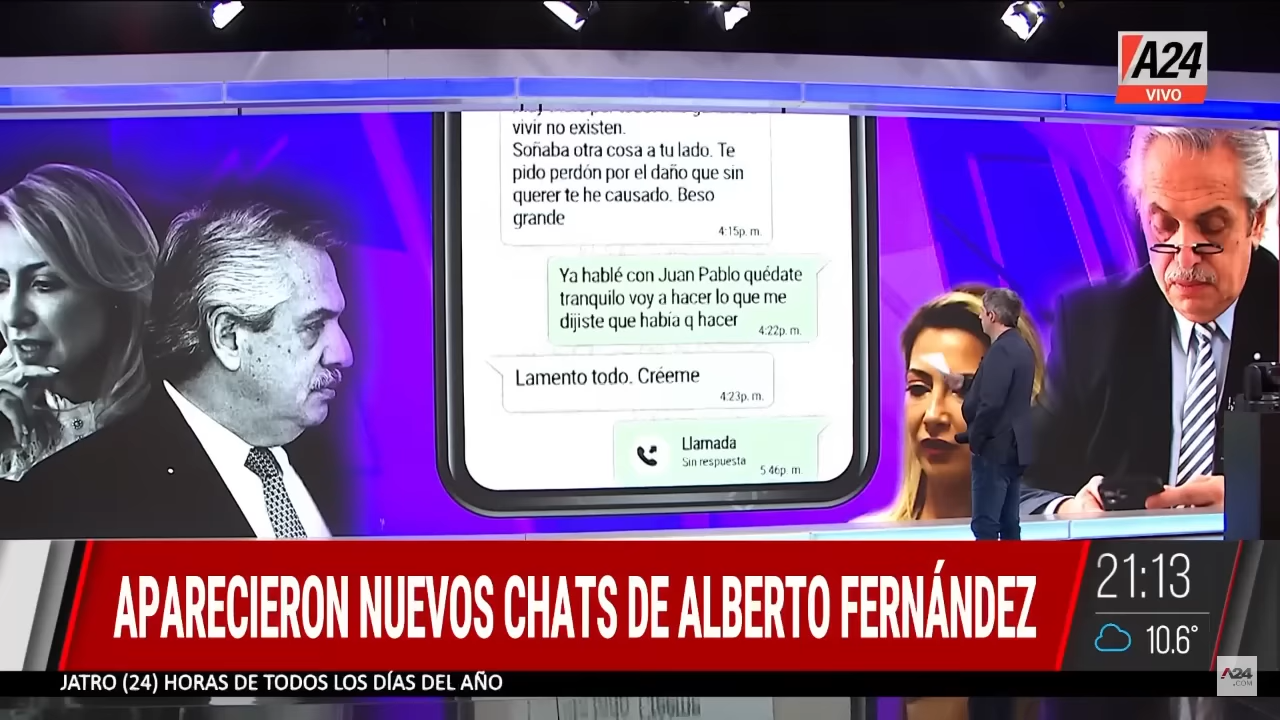 A24
VIVO
vivir no existen.
Soñaba otra cosa a tu lado. Te
pido perdón por el daño que sin
querer te he causado. Beso
grande
4:15p. m.
Ya hablé con Juan Pablo quédate
tranquilo voy a hacer lo que me
dijiste que había q hacer
4:22p. m.
Lamento todo. Créeme
4:23p. m.
Llamada
Sin respuesta
5:46p. m.
APARECIERON NUEVOS CHATS DE ALBERTO FERNÁNDEZ
21:13
10.6°
A24
.COM
JATRO (24) HORAS DE TODOS LOS DÍAS DEL AÑO